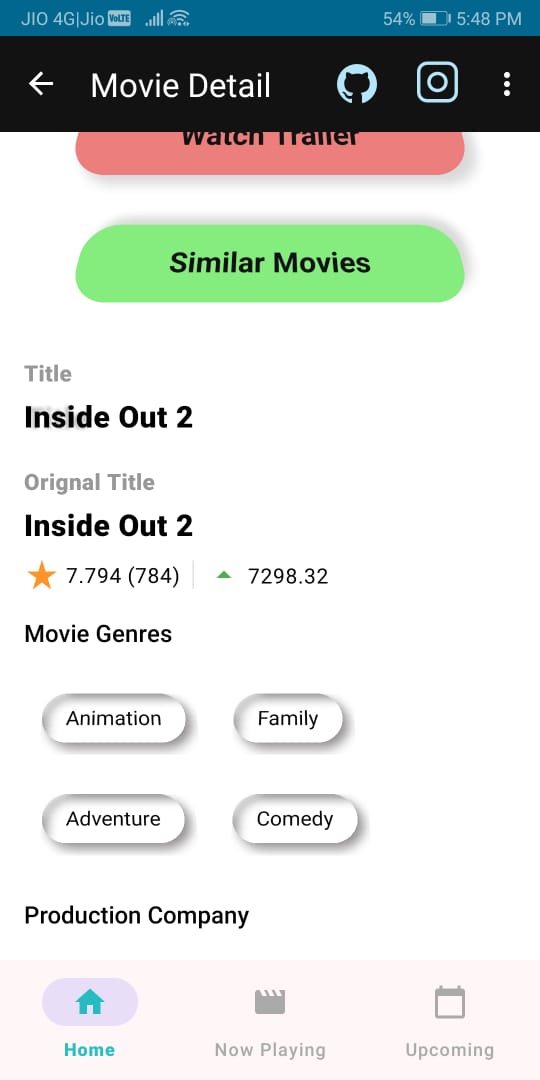 JIO 4G|Jio VoLTE 54% 5:48 PM
Movie Detail
Watch Trailer
Similar Movies
Title
Inside Out 2
Orignal Title
Inside Out 2
7.794 (784) 7298.32
Movie Genres
Animation Family
Adventure Comedy
Production Company
Home Now Playing Upcoming